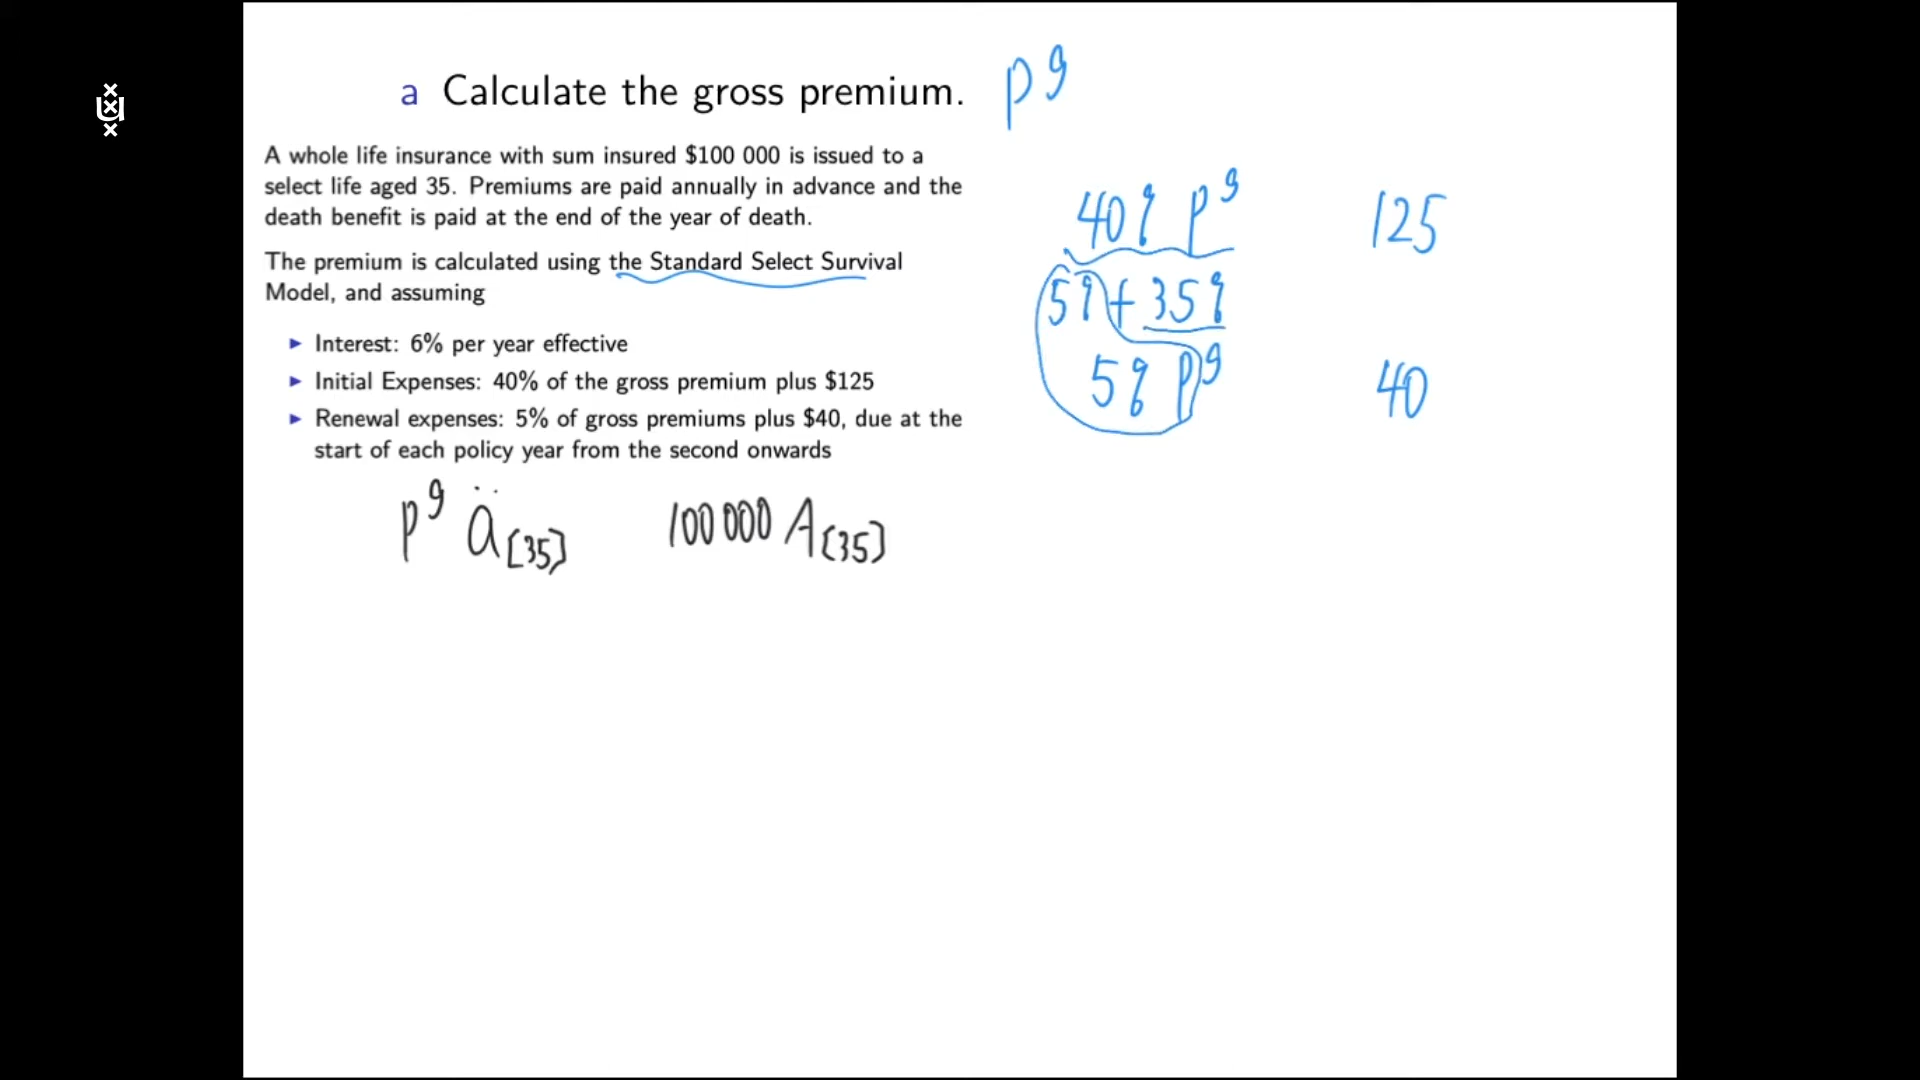 a Calculate the gross premium. p^g
A whole life insurance with sum insured $100 000 is issued to a
select life aged 35. Premiums are paid annually in advance and the
death benefit is paid at the end of the year of death.
The premium is calculated using the Standard Select Survival
Model, and assuming
► Interest: 6% per year effective
► Initial Expenses: 40% of the gross premium plus $125
► Renewal expenses: 5% of gross premiums plus $40, due at the
start of each policy year from the second onwards
40% p^g 125
5% + 35%
5% p^g 40
p^g ä_[35] 100 000 A_[35]